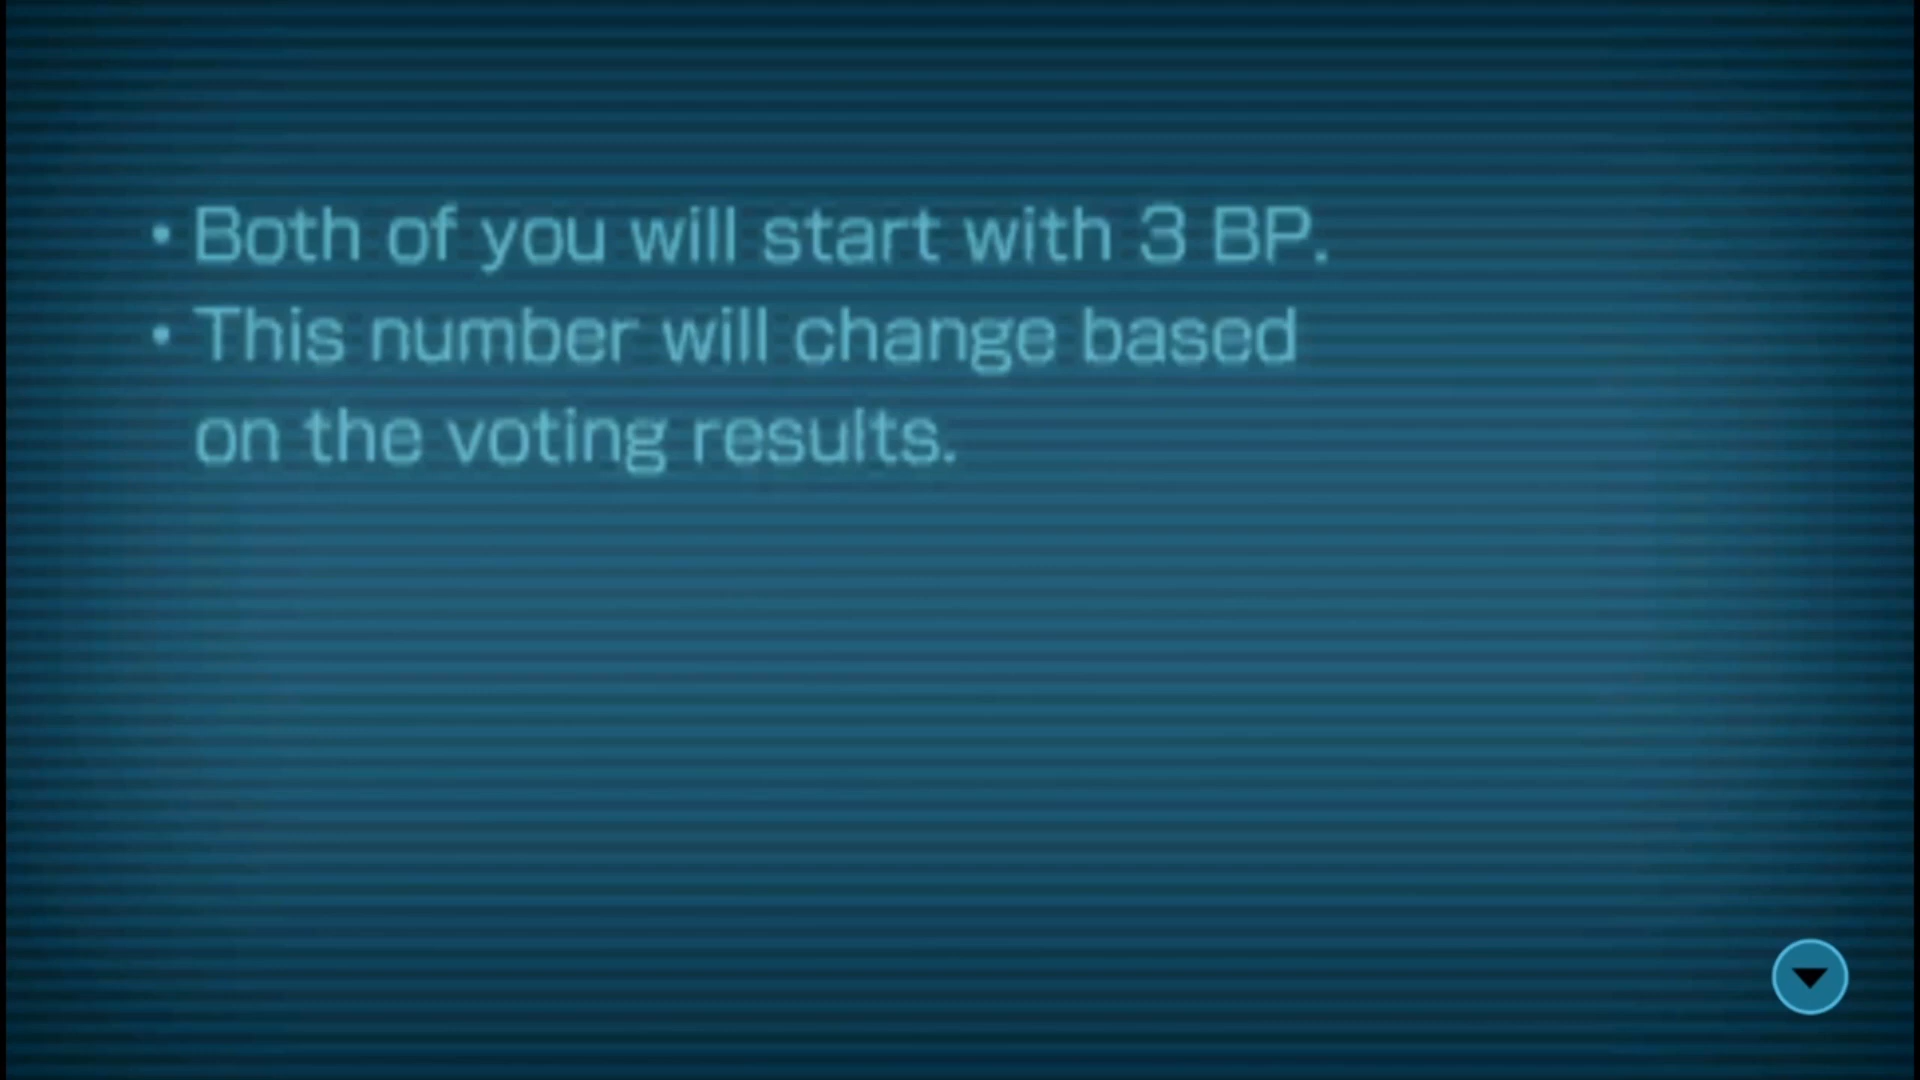 • Both of you will start with 3 BP.
• This number will change based
on the voting results.